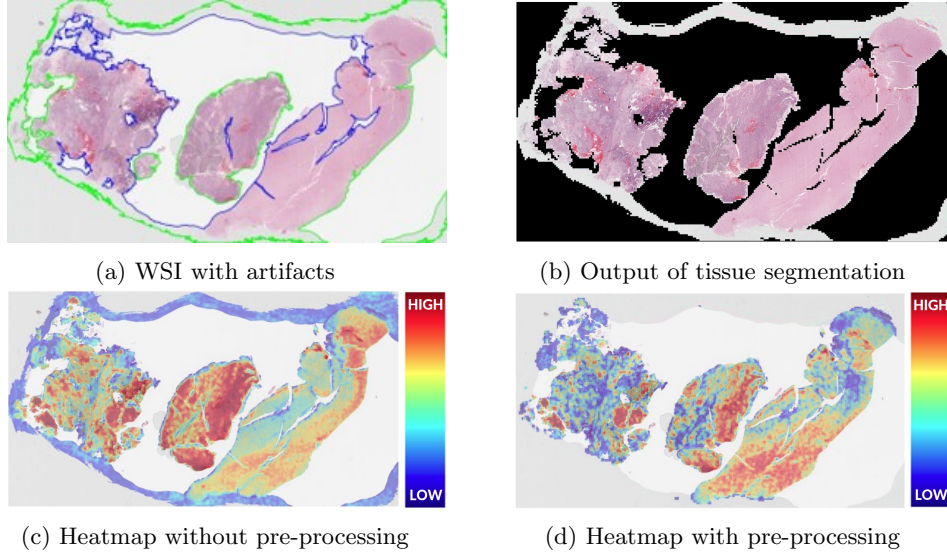 (a) WSI with artifacts
(b) Output of tissue segmentation
HIGH
LOW
HIGH
LOW
(c) Heatmap without pre-processing
(d) Heatmap with pre-processing